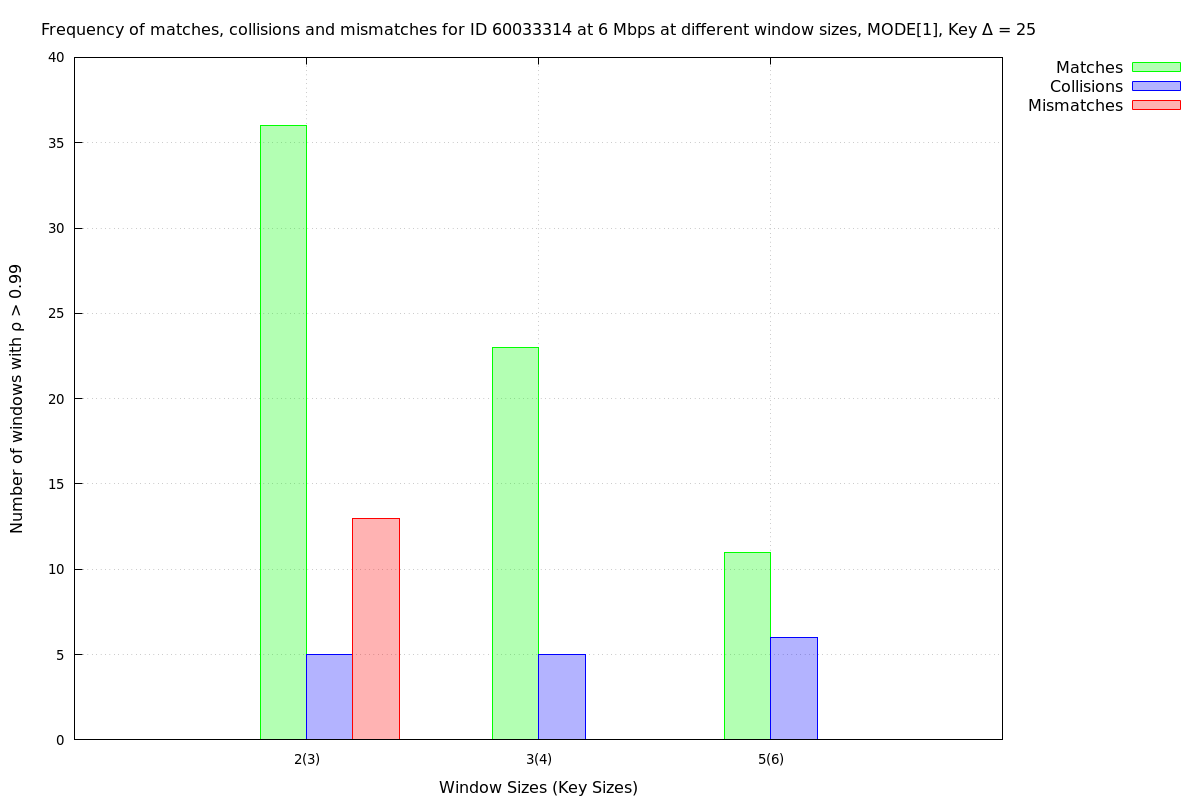 Frequency of matches, collisions and mismatches for ID 60033314 at 6 Mbps at different window sizes, MODE[1], Key Δ = 25
Matches
Collisions
Mismatches
Number of windows with ρ > 0.99
40
35
30
25
20
15
10
5
0
2(3)
3(4)
5(6)
Window Sizes (Key Sizes)